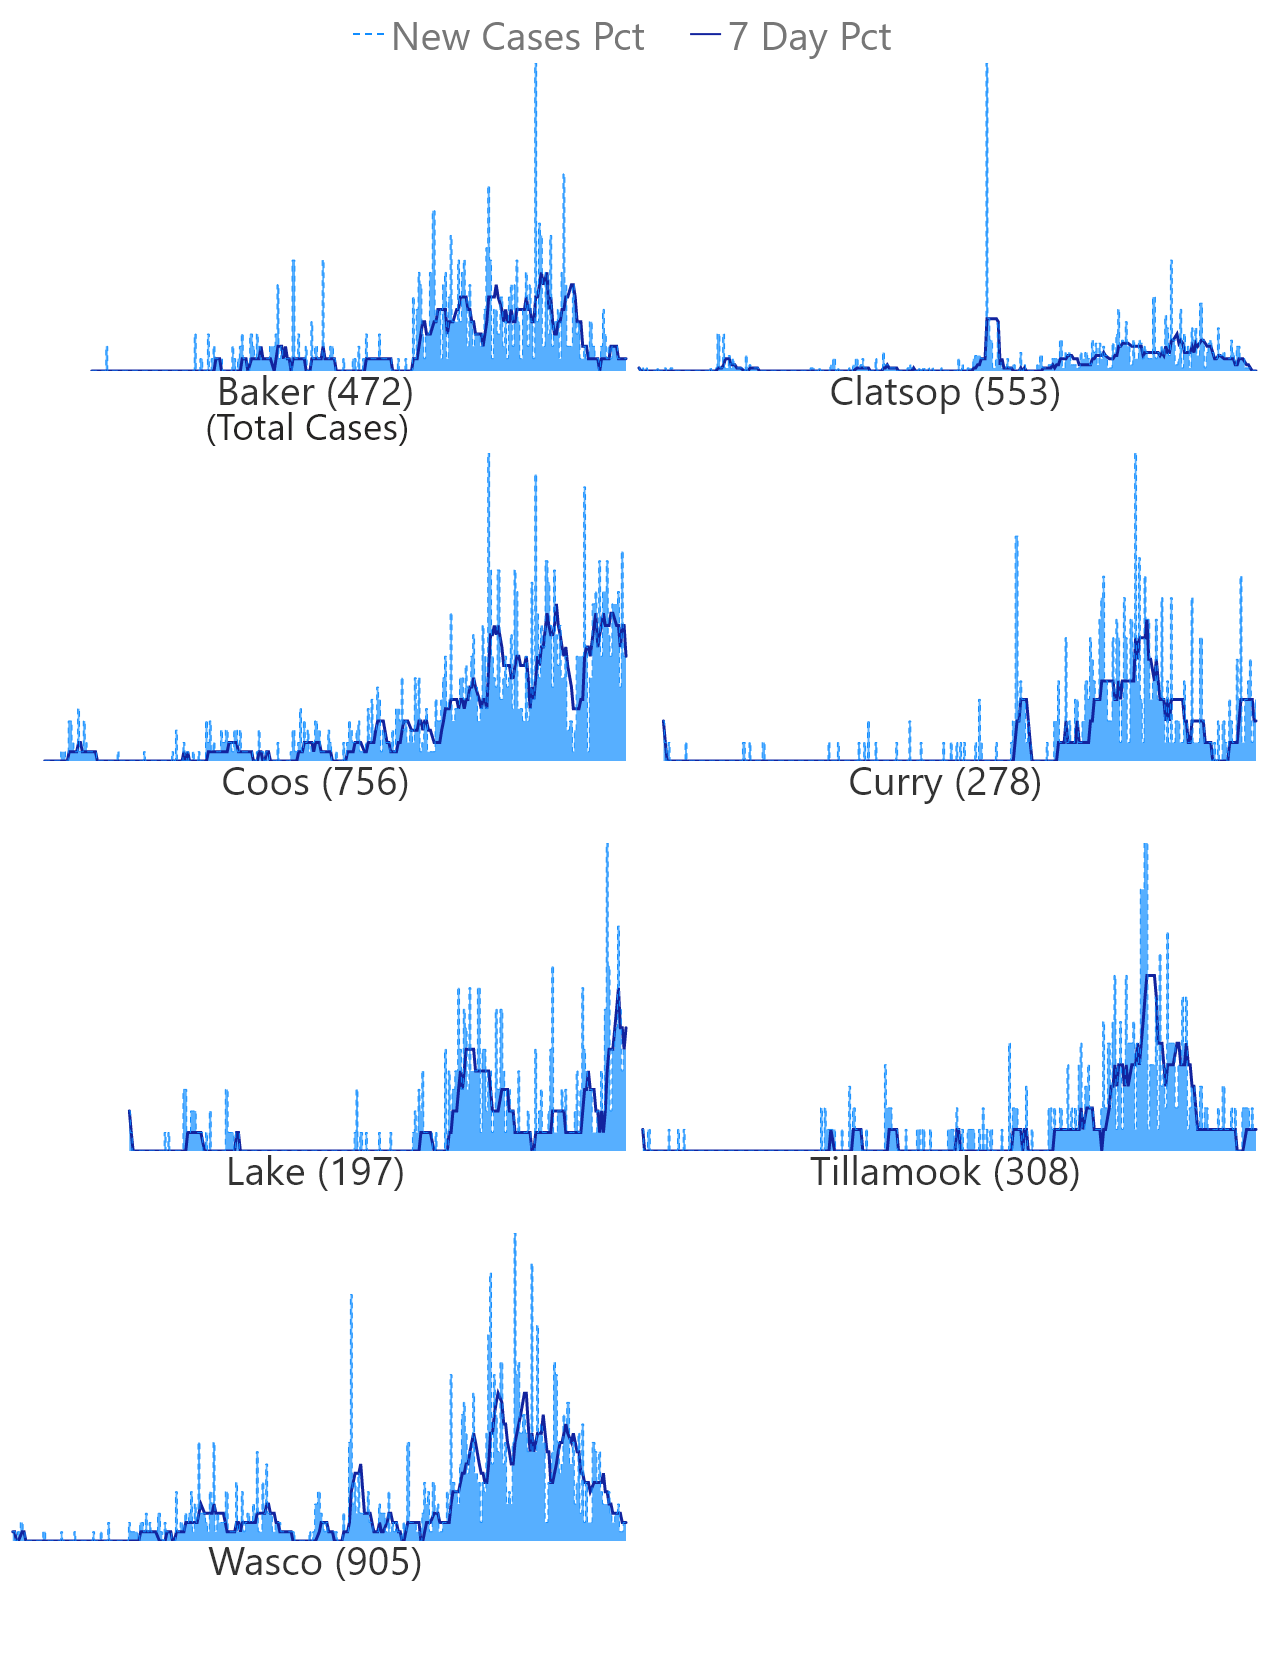 New Cases Pct 7 Day Pct
Baker (472) Clatsop (553)
(Total Cases)
Coos (756) Curry (278)
Lake (197) Tillamook (308)
Wasco (905)